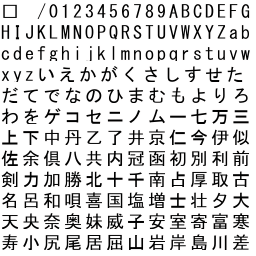 □ /0123456789ABCDEFG
HIJKLMNOPQRSTUVWXYZab
cdefghijklmnopqrstuvw
xyzいえかがくさしすせた
だてでなのひまむもよりろ
わをゲコセニノム一七万三
上下中丹乙了井京仁今伊似
佐余倶八共内冠函初別利前
剣力加勝北十千南占厚取古
名呂和唄喜国塩増士壮夕大
天央奈奥妹威子安室寄富寒
寿小尻尾居屈山岩岸島川差